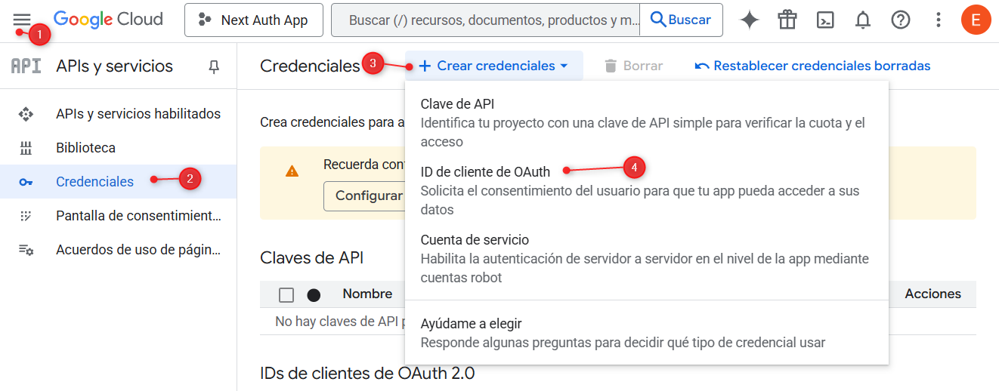 Google Cloud
Next Auth App
Buscar (/) recursos, documentos, productos y m...
Buscar
E
1
API
APIs y servicios
Credenciales
3
Crear credenciales
Borrar
Restablecer credenciales borradas
APIs y servicios habilitados
Biblioteca
Credenciales
2
Pantalla de consentimient...
Acuerdos de uso de págin...
Crea credenciales para a
Recuerda con
Configurar
Clave de API
Identifica tu proyecto con una clave de API simple para verificar la cuota y el
acceso
ID de cliente de OAuth
4
Solicita el consentimiento del usuario para que tu app pueda acceder a sus
datos
Cuenta de servicio
Habilita la autenticación de servidor a servidor en el nivel de la app mediante
cuentas robot
Ayúdame a elegir
Responde algunas preguntas para decidir qué tipo de credencial usar
Claves de API
Nombre
Acciones
No hay claves de API
IDs de clientes de OAuth 2.0